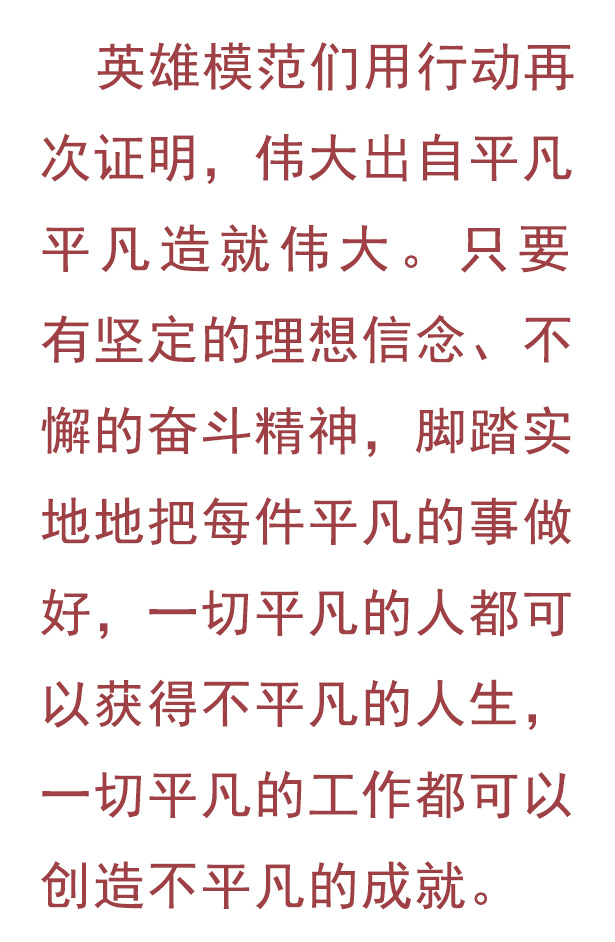 英雄模范们用行动再
次证明，伟大出自平凡
平凡造就伟大。只要
有坚定的理想信念、不
懈的奋斗精神，脚踏实
地地把每件平凡的事做
好，一切平凡的人都可
以获得不平凡的人生，
一切平凡的工作都可以
创造不平凡的成就。